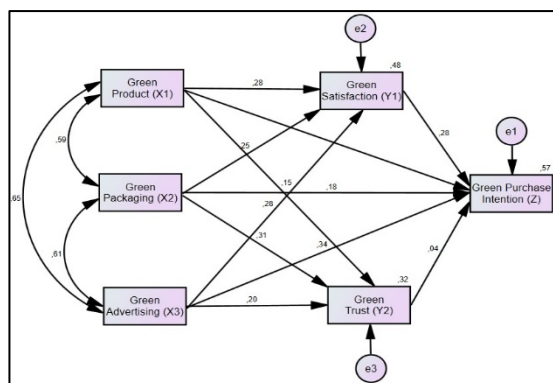 e2
,48
Green
Product (X1)
,28
Green
Satisfaction (Y1)
,59
,25
,28
e1
,57
,65
Green
Packaging (X2)
,15
,18
Green Purchase
Intention (Z)
,28
,61
,31
,34
,04
,32
Green
Advertising (X3)
,20
Green
Trust (Y2)
e3